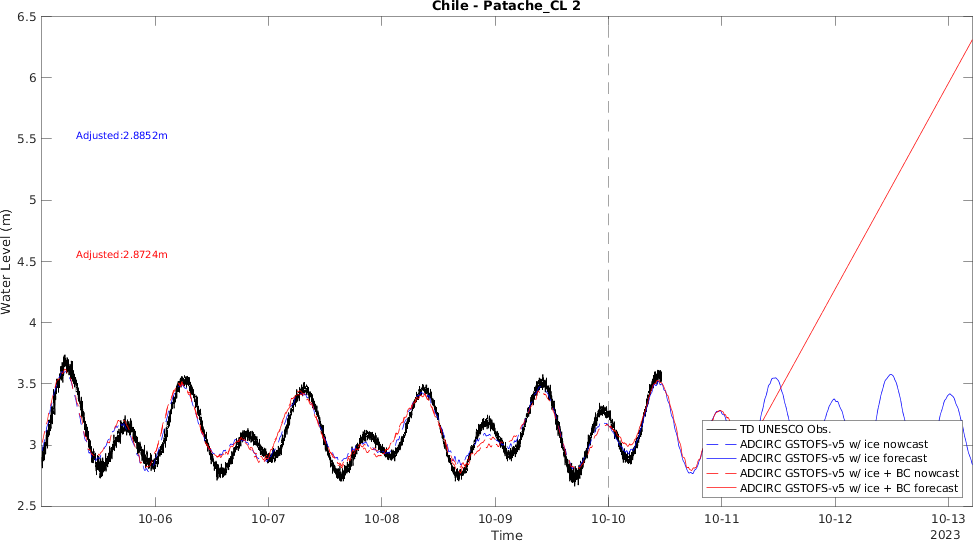 Chile - Patache_CL 2
6.5
6
5.5
5
4.5
4
3.5
3
2.5
Water Level (m)
Adjusted:2.8852m
Adjusted:2.8724m
TD UNESCO Obs.
ADCIRC GSTOFS-v5 w/ ice nowcast
ADCIRC GSTOFS-v5 w/ ice forecast
ADCIRC GSTOFS-v5 w/ ice + BC nowcast
ADCIRC GSTOFS-v5 w/ ice + BC forecast
10-06 10-07 10-08 10-09 10-10 10-11 10-12 10-13
2023
Time